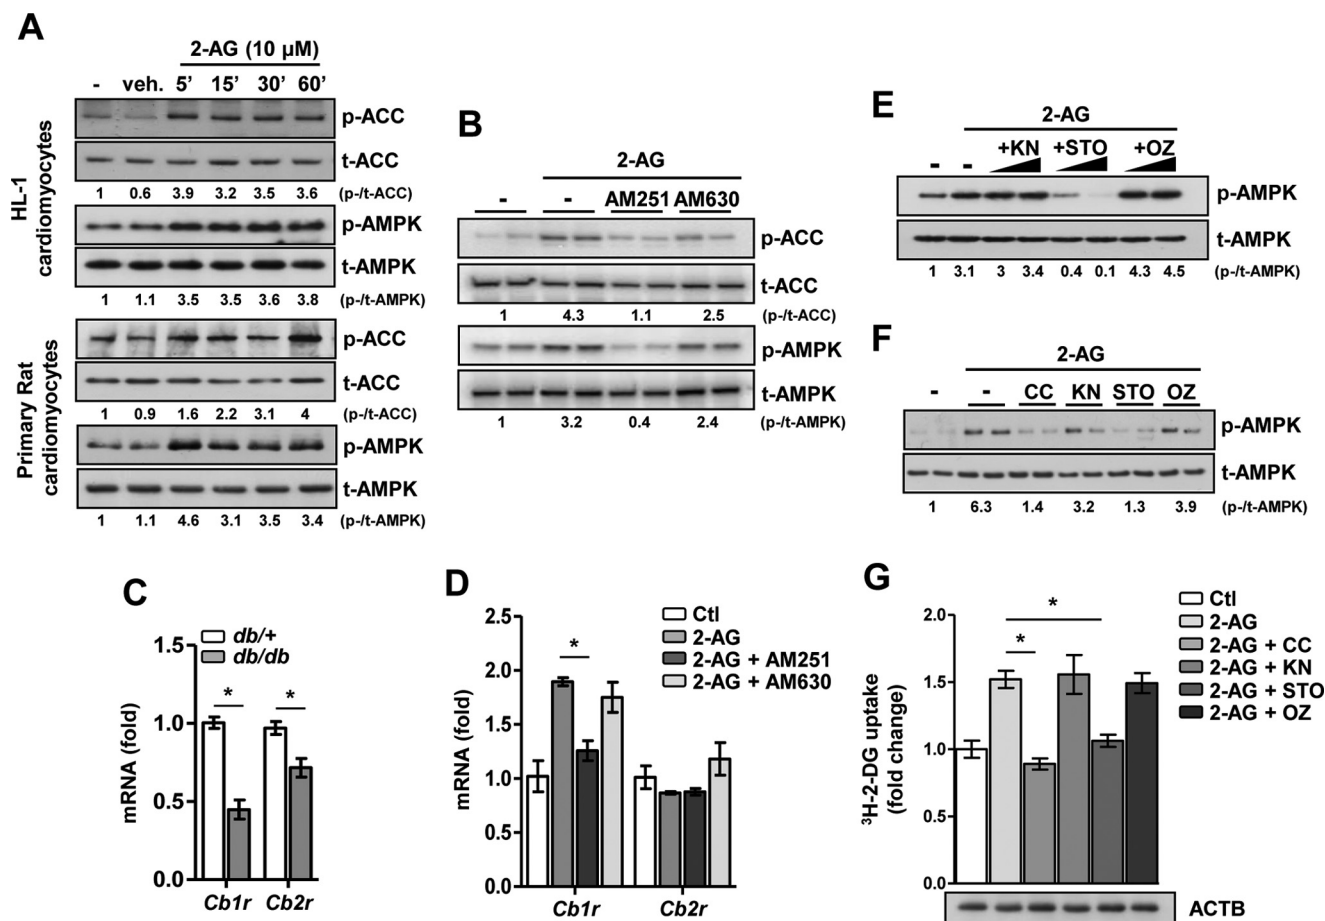 A
2-AG (10 µM)
- veh. 5’ 15’ 30’ 60’
HL-1
cardiomyocytes
p-ACC
t-ACC
1 0.6 3.9 3.2 3.5 3.6 (p-/t-ACC)
p-AMPK
t-AMPK
1 1.1 3.5 3.5 3.6 3.8 (p-/t-AMPK)
Primary Rat
cardiomyocytes
p-ACC
t-ACC
1 0.9 1.6 2.2 3.1 4 (p-/t-ACC)
p-AMPK
t-AMPK
1 1.1 4.6 3.1 3.5 3.4 (p-/t-AMPK)
B
2-AG
- - AM251 AM630
p-ACC
t-ACC
1 4.3 1.1 2.5 (p-/t-ACC)
p-AMPK
t-AMPK
1 3.2 0.4 2.4 (p-/t-AMPK)
E
2-AG
- - +KN +STO +OZ
p-AMPK
t-AMPK
1 3.1 3 3.4 0.4 0.1 4.3 4.5 (p-/t-AMPK)
F
2-AG
- - CC KN STO OZ
p-AMPK
t-AMPK
1 6.3 1.4 3.2 1.3 3.9 (p-/t-AMPK)
C
db/+
db/db
mRNA (fold)
1.5
1.0
0.5
0.0
* *
Cb1r Cb2r
D
Ctl
2-AG
2-AG + AM251
2-AG + AM630
mRNA (fold)
2.5
2.0
1.5
1.0
0.5
0.0
*
Cb1r Cb2r
G
Ctl
2-AG
2-AG + CC
2-AG + KN
2-AG + STO
2-AG + OZ
³H-2-DG uptake
(fold change)
2.0
1.5
1.0
0.5
0.0
*
*
ACTB